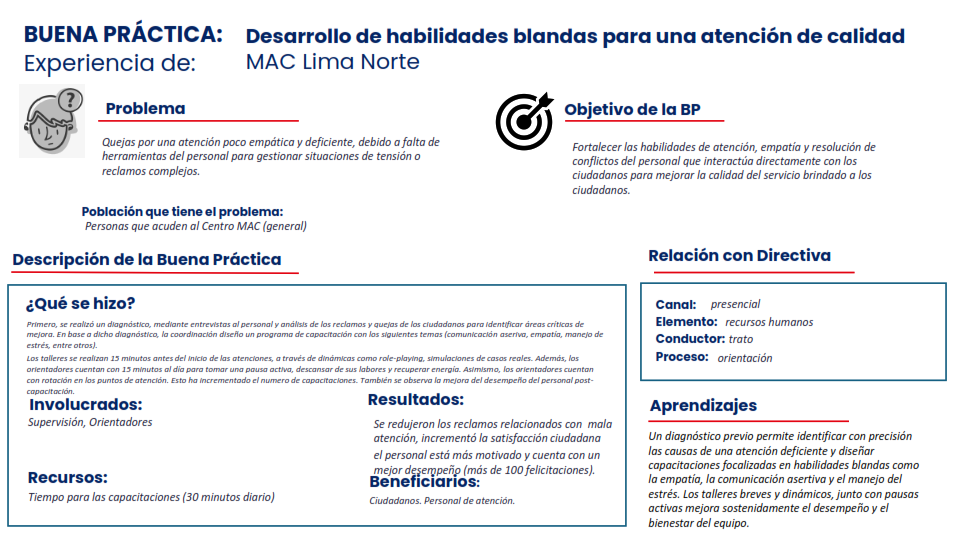 BUENA PRÁCTICA:
Experiencia de:
Desarrollo de habilidades blandas para una atención de calidad
MAC Lima Norte
?
Problema
Quejas por una atención poco empática y deficiente, debido a falta de
herramientas del personal para gestionar situaciones de tensión o
reclamos complejos.
Población que tiene el problema:
Personas que acuden al Centro MAC (general)
Objetivo de la BP
Fortalecer las habilidades de atención, empatía y resolución de
conflictos del personal que interactúa directamente con los
ciudadanos para mejorar la calidad del servicio brindado a los
ciudadanos.
Descripción de la Buena Práctica
¿Qué se hizo?
Primero, se realizó un diagnóstico, mediante entrevistas al personal y análisis de los reclamos y quejas de los ciudadanos para identificar áreas críticas de
mejora. En base a dicho diagnóstico, la coordinación diseño un programa de capacitación con los siguientes temas (comunicación aseriva, empatía, manejo de
estrés, entre otros).
Los talleres se realizan 15 minutos antes del inicio de las atenciones, a través de dinámicas como role-playing, simulaciones de casos reales. Además, los
orientadores cuentan con 15 minutos al día para tomar una pausa activa, descansar de sus labores y recuperar energía. Asimismo, los orientadores cuentan
con rotación en los puntos de atención. Esto ha incrementado el numero de capacitaciones. También se observa la mejora del desempeño del personal post-
capacitación.
Involucrados:
Supervisión, Orientadores
Recursos:
Tiempo para las capacitaciones (30 minutos diario)
Resultados:
Se redujeron los reclamos relacionados con mala
atención, incrementó la satisfacción ciudadana
el personal está más motivado y cuenta con un
mejor desempeño (más de 100 felicitaciones).
Beneficiarios:
Ciudadanos. Personal de atención.
Relación con Directiva
Canal: presencial
Elemento: recursos humanos
Conductor: trato
Proceso: orientación
Aprendizajes
Un diagnóstico previo permite identificar con precisión
las causas de una atención deficiente y diseñar
capacitaciones focalizadas en habilidades blandas como
la empatía, la comunicación asertiva y el manejo del
estrés. Los talleres breves y dinámicos, junto con pausas
activas mejora sostenidamente el desempeño y el
bienestar del equipo.